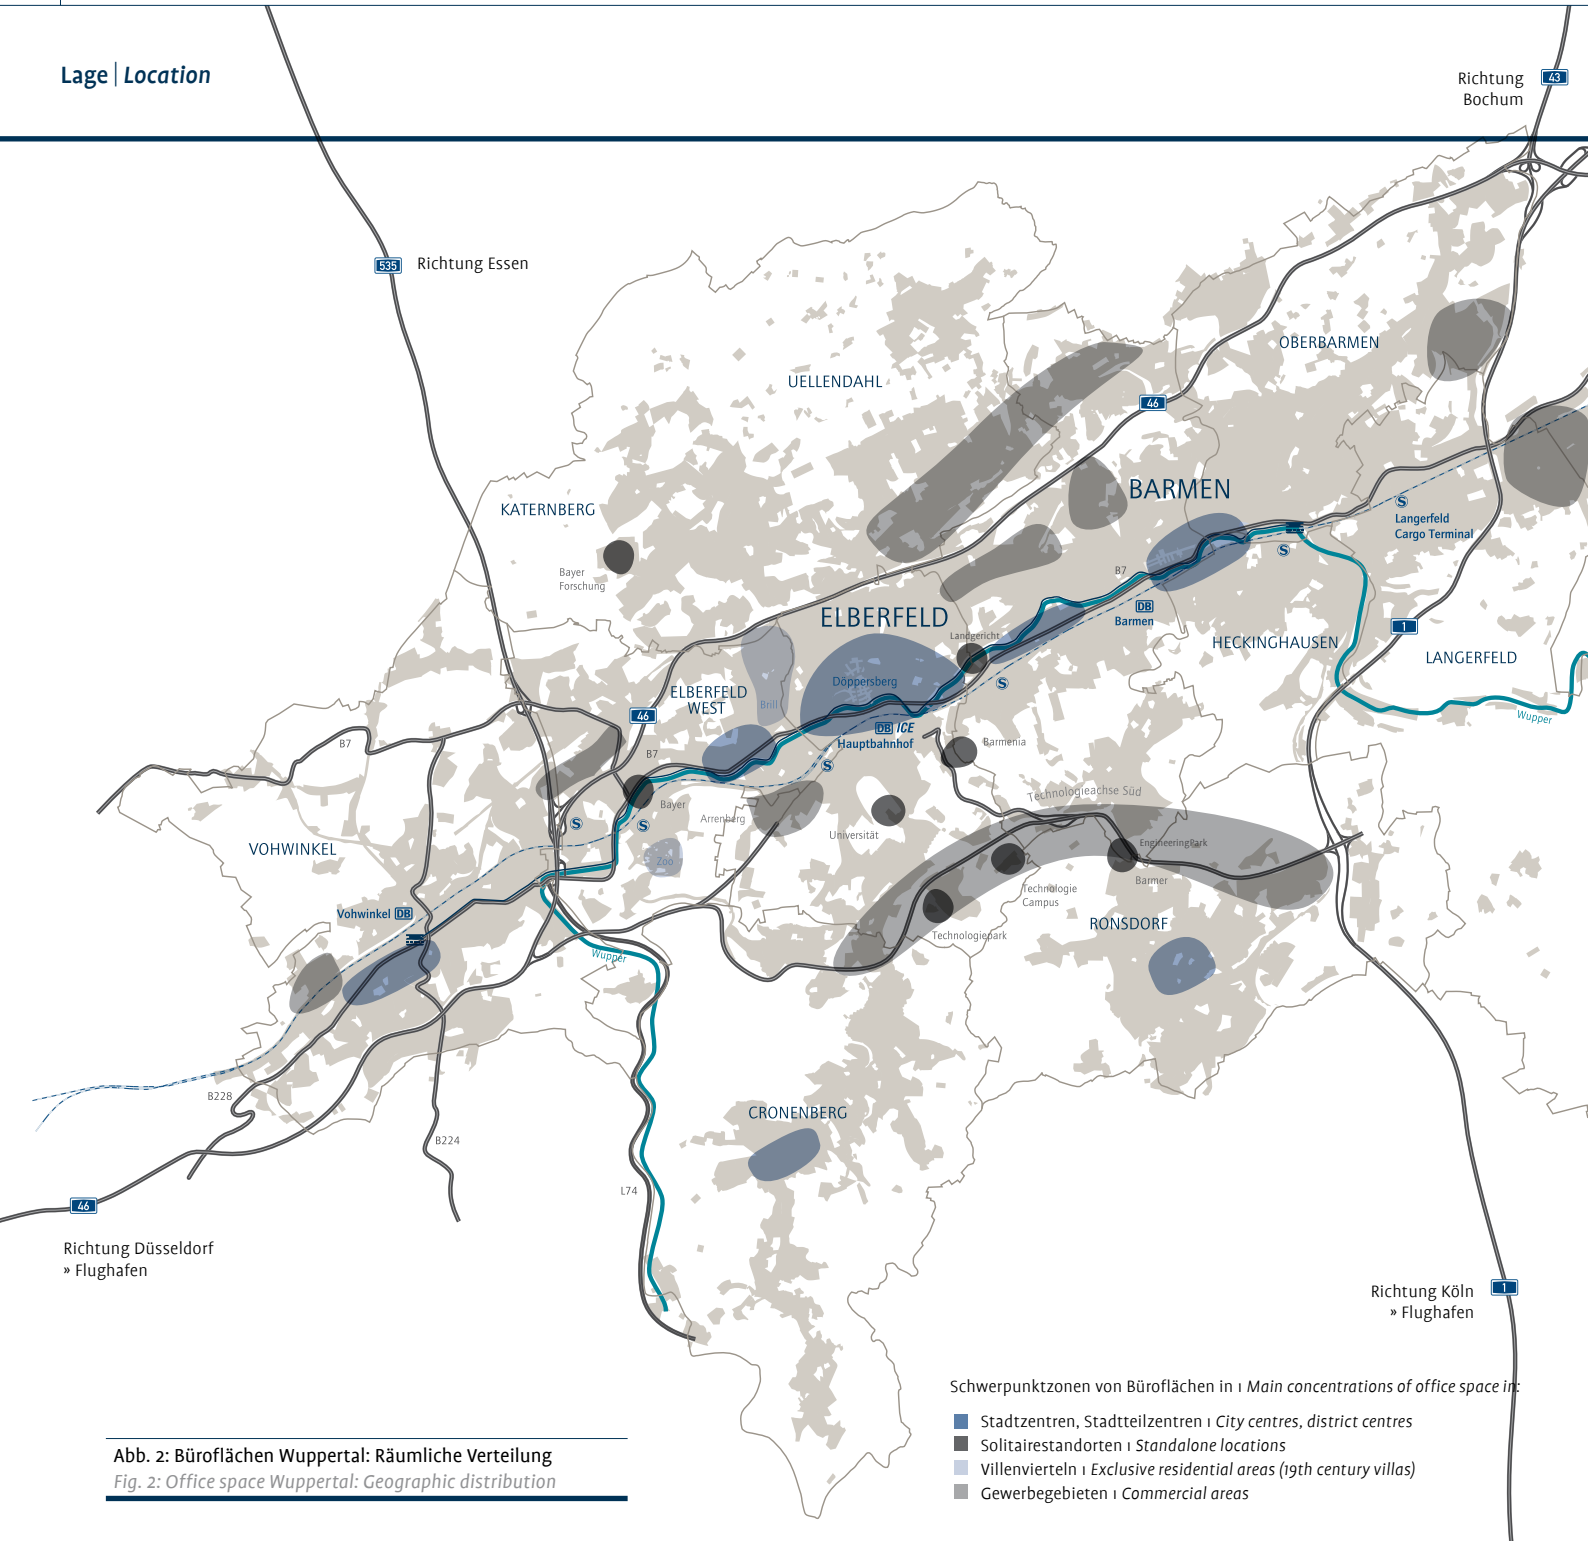 Lage | Location
Richtung
Bochum
43
535
Richtung Essen
OBERBARMEN
UELLENDAHL
46
BARMEN
KATERNBERG
S
Langerfeld
Cargo Terminal
S
Bayer
Forschung
B7
DB
Barmen
ELBERFELD
Landgericht
1
HECKINGHAUSEN
LANGERFELD
S
Döppersberg
ELBERFELD
WEST
Brill
46
Wupper
DB ICE
Hauptbahnhof
B7
B7
Barmenia
S
Technologieachse Süd
Bayer
Arrenberg
S
S
Universität
EngineeringPark
VOHWINKEL
Zoo
Barmer
Technologie
Campus
Vohwinkel DB
RONSDORF
Technologiepark
Wupper
B228
CRONENBERG
B224
L74
46
Richtung Düsseldorf
» Flughafen
Richtung Köln
» Flughafen
1
Schwerpunktzonen von Büroflächen in ı Main concentrations of office space in:
Stadtzentren, Stadtteilzentren ı City centres, district centres
Solitairestandorten ı Standalone locations
Villenvierteln ı Exclusive residential areas (19th century villas)
Gewerbegebieten ı Commercial areas
Abb. 2: Büroflächen Wuppertal: Räumliche Verteilung
Fig. 2: Office space Wuppertal: Geographic distribution